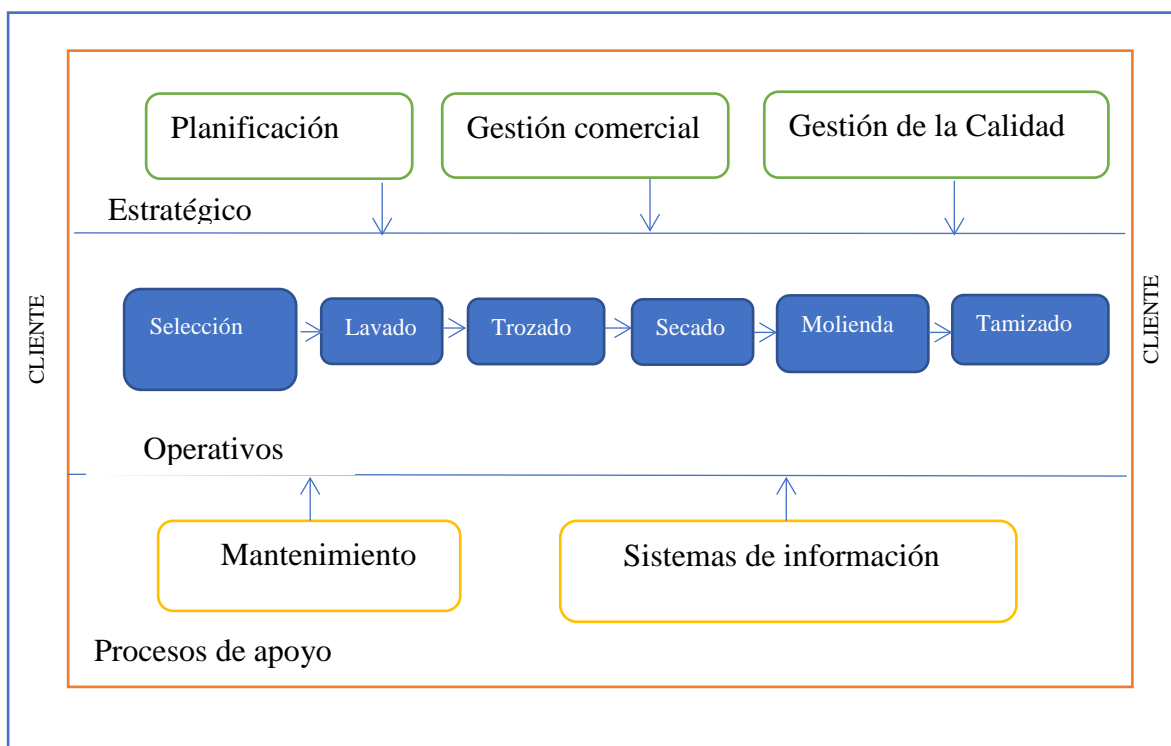 Planificación
Gestión comercial
Gestión de la Calidad
Estratégico
CLIENTE
Selección
Lavado
Trozado
Secado
Molienda
Tamizado
CLIENTE
Operativos
Mantenimiento
Sistemas de información
Procesos de apoyo